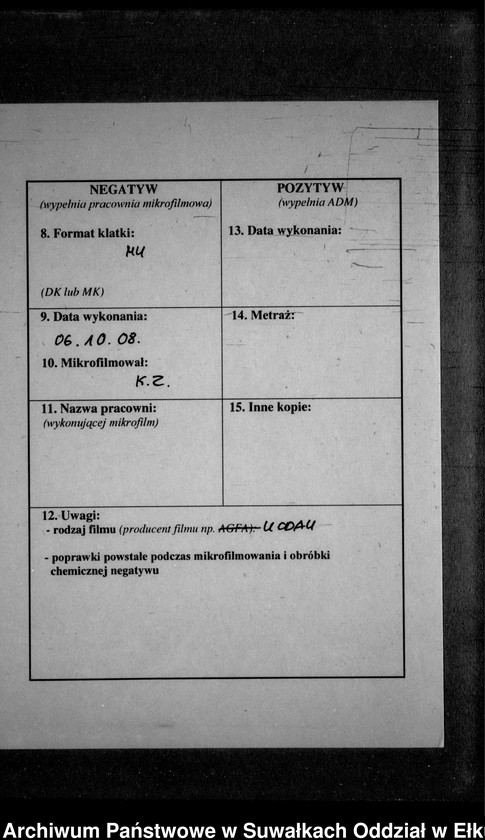 NEGATYW
(wypełnia pracownia mikrofilmowa)
8. Format klatki:
MK
(DK lub MK)
9. Data wykonania:
06.10.08.
10. Mikrofilmował:
K.Z.
11. Nazwa pracowni:
(wykonującej mikrofilm)
POZYTYW
(wypełnia ADM)
13. Data wykonania:
14. Metraż:
15. Inne kopie:
12. Uwagi:
- rodzaj filmu (producent filmu np. AGFA): KODAK
- poprawki powstałe podczas mikrofilmowania i obróbki
chemicznej negatywu
Archiwum Państwowe w Suwałkach Oddział w Ełk